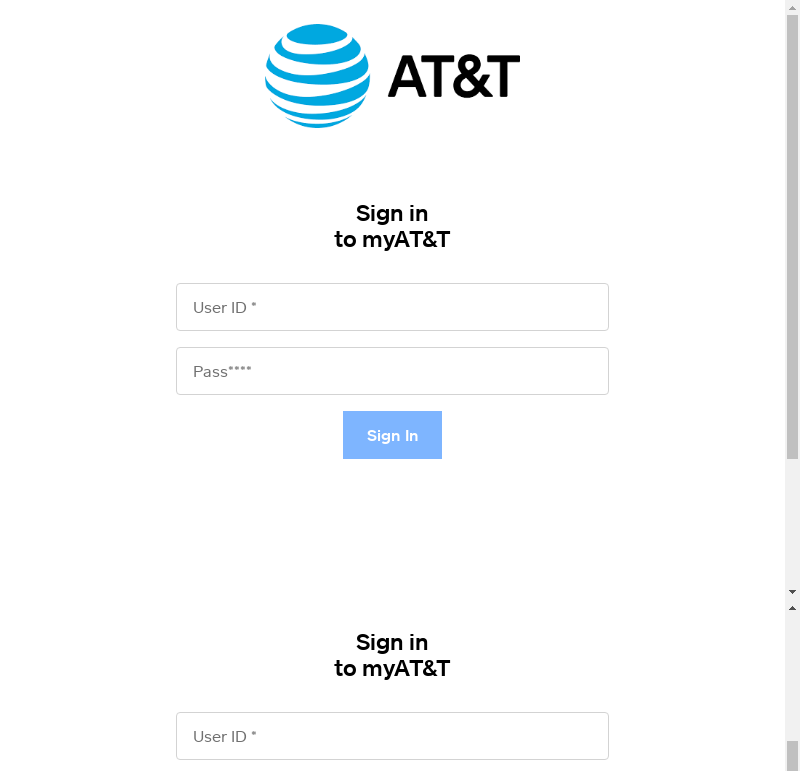 AT&T
Sign in
to myAT&T
User ID *
Pass****
Sign In
Sign in
to myAT&T
User ID *